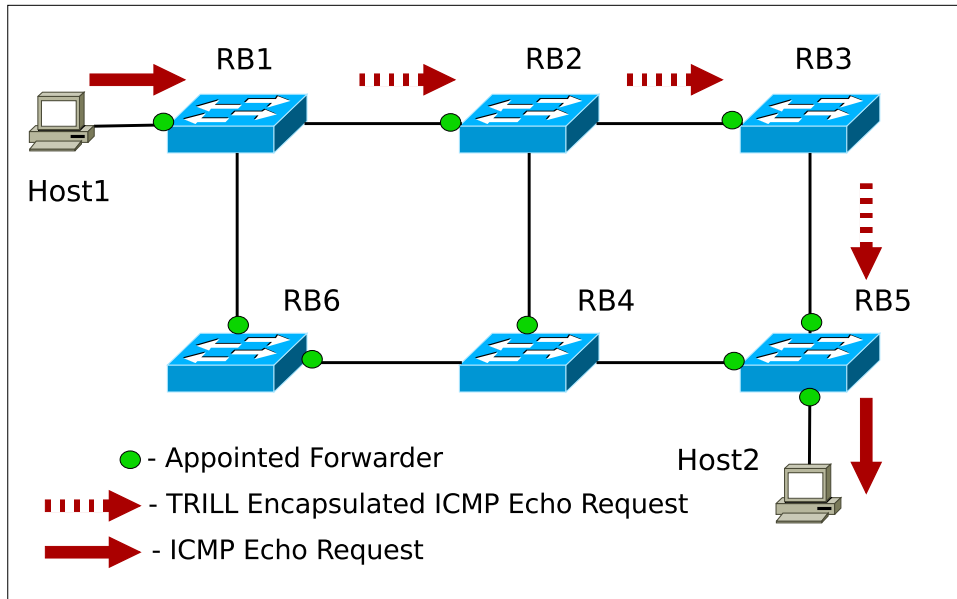 RB1
RB2
RB3
Host1
RB6
RB4
RB5
Host2
- Appointed Forwarder
- TRILL Encapsulated ICMP Echo Request
- ICMP Echo Request